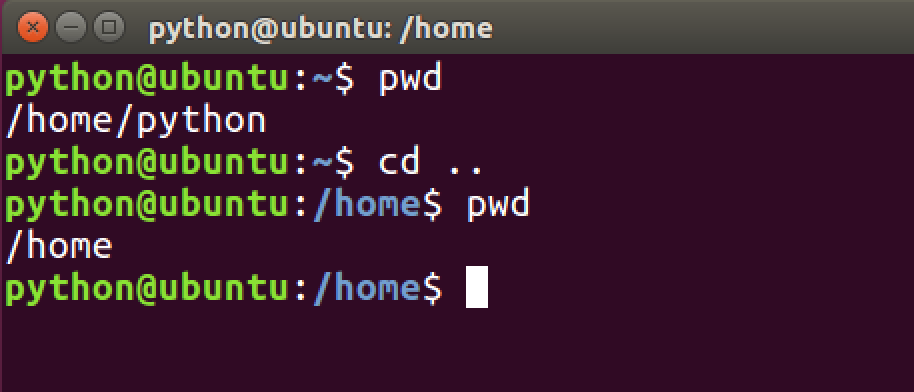 python@ubuntu: /home
python@ubuntu:~$ pwd
/home/python
python@ubuntu:~$ cd ..
python@ubuntu:/home$ pwd
/home
python@ubuntu:/home$